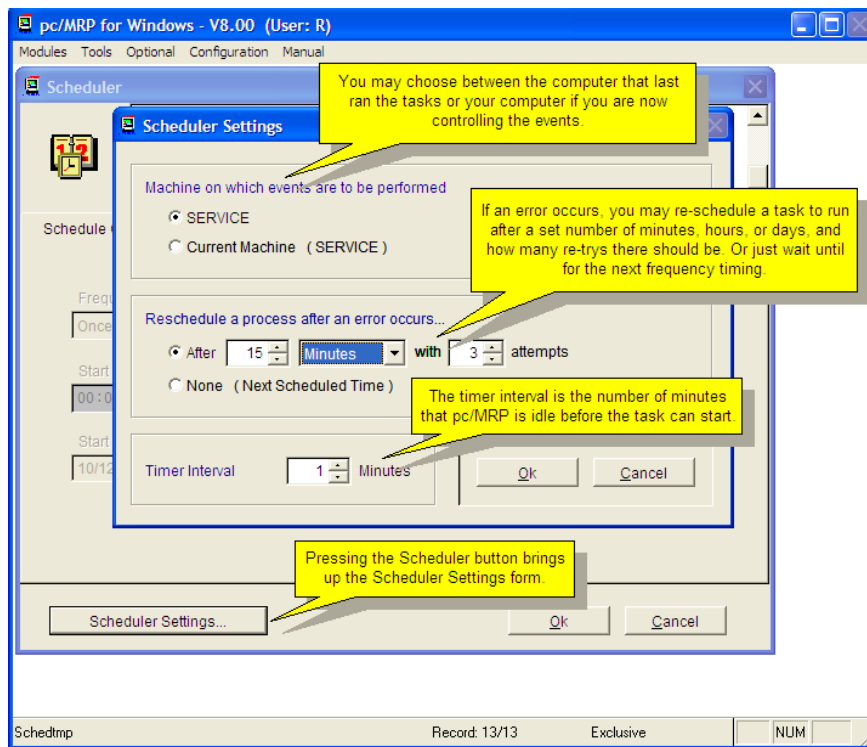 pc/MRP for Windows - V8.00 (User: R)
Modules Tools Optional Configuration Manual
Scheduler
You may choose between the computer that last
ran the tasks or your computer if you are now
controlling the events.
Scheduler Settings
12
Machine on which events are to be performed
SERVICE
Current Machine ( SERVICE )
If an error occurs, you may re-schedule a task to run
after a set number of minutes, hours, or days, and
how many re-trys there should be. Or just wait until
for the next frequency timing.
Schedule
Frequ
Once
Reschedule a process after an error occurs...
After 15 Minutes with 3 attempts
None ( Next Scheduled Time )
Start
00:0
The timer interval is the number of minutes
that pc/MRP is idle before the task can start.
Start
10/12
Timer Interval 1 Minutes
Ok Cancel
Pressing the Scheduler button brings
up the Scheduler Settings form.
Scheduler Settings...
Ok Cancel
Schedtmp Record: 13/13 Exclusive NUM